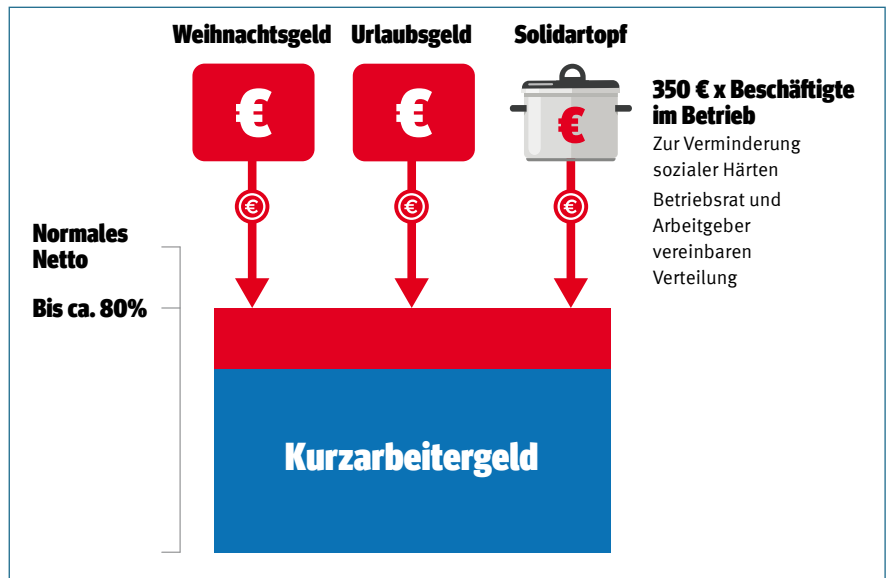 Weihnachtsgeld
Urlaubsgeld
Solidartopf
€
€
€
350 € x Beschäftigte
im Betrieb
Zur Verminderung
sozialer Härten
Betriebsrat und
Arbeitgeber
vereinbaren
Verteilung
€
€
€
Normales
Netto
Bis ca. 80%
Kurzarbeitergeld